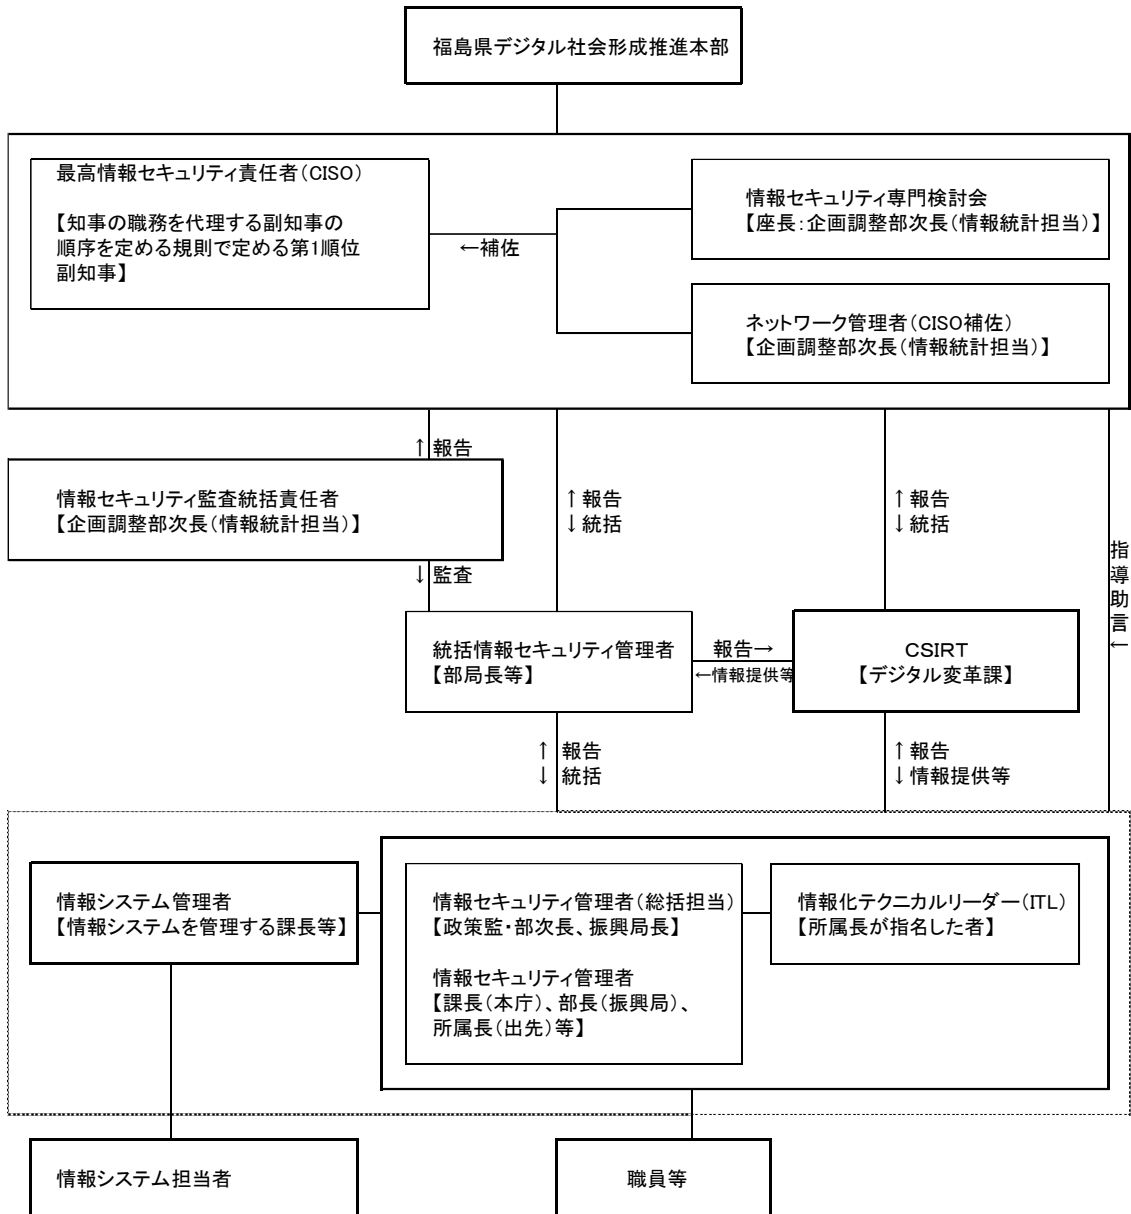 福島県デジタル社会形成推進本部
最高情報セキュリティ責任者（CISO）
【知事の職務を代理する副知事の
順序を定める規則で定める第1順位
副知事】
←補佐
情報セキュリティ専門検討会
【座長：企画調整部次長（情報統計担当）】
ネットワーク管理者（CISO補佐）
【企画調整部次長（情報統計担当）】
↑報告
情報セキュリティ監査統括責任者
【企画調整部次長（情報統計担当）】
↓監査
↑報告
↓統括
↑報告
↓統括
指導助言←
統括情報セキュリティ管理者
【部局長等】
報告→
←情報提供等
CSIRT
【デジタル変革課】
↑報告
↓統括
↑報告
↓情報提供等
情報システム管理者
【情報システムを管理する課長等】
情報セキュリティ管理者（総括担当）
【政策監・部次長、振興局長】
情報セキュリティ管理者
【課長（本庁）、部長（振興局）、
所属長（出先）等】
情報化テクニカルリーダー（ITL）
【所属長が指名した者】
情報システム担当者
職員等